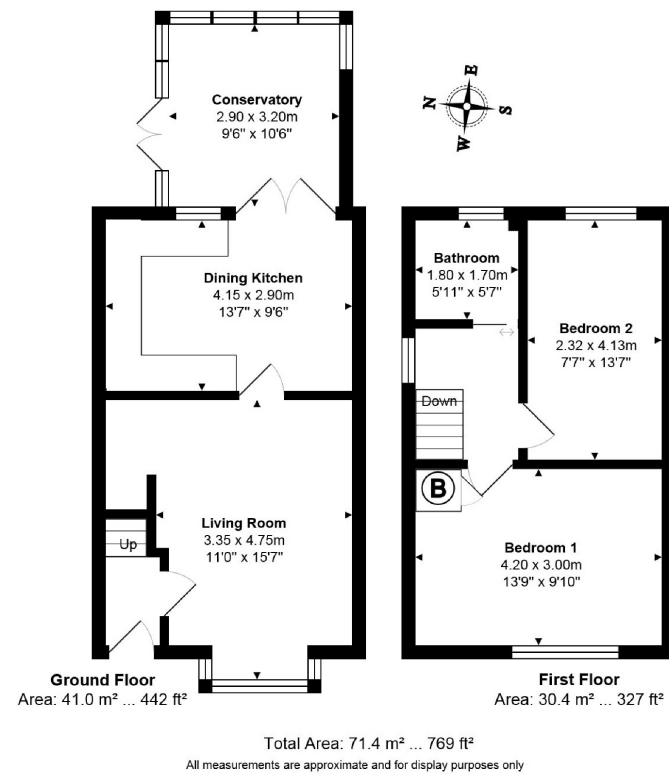 Conservatory
2.90 x 3.20m
9'6" x 10'6"
N
E
S
W
Dining Kitchen
4.15 x 2.90m
13'7" x 9'6"
Bathroom
1.80 x 1.70m
5'11" x 5'7"
Bedroom 2
2.32 x 4.13m
7'7" x 13'7"
Down
B
Living Room
3.35 x 4.75m
11'0" x 15'7"
Up
Bedroom 1
4.20 x 3.00m
13'9" x 9'10"
Ground Floor
Area: 41.0 m² ... 442 ft²
First Floor
Area: 30.4 m² ... 327 ft²
Total Area: 71.4 m² ... 769 ft²
All measurements are approximate and for display purposes only